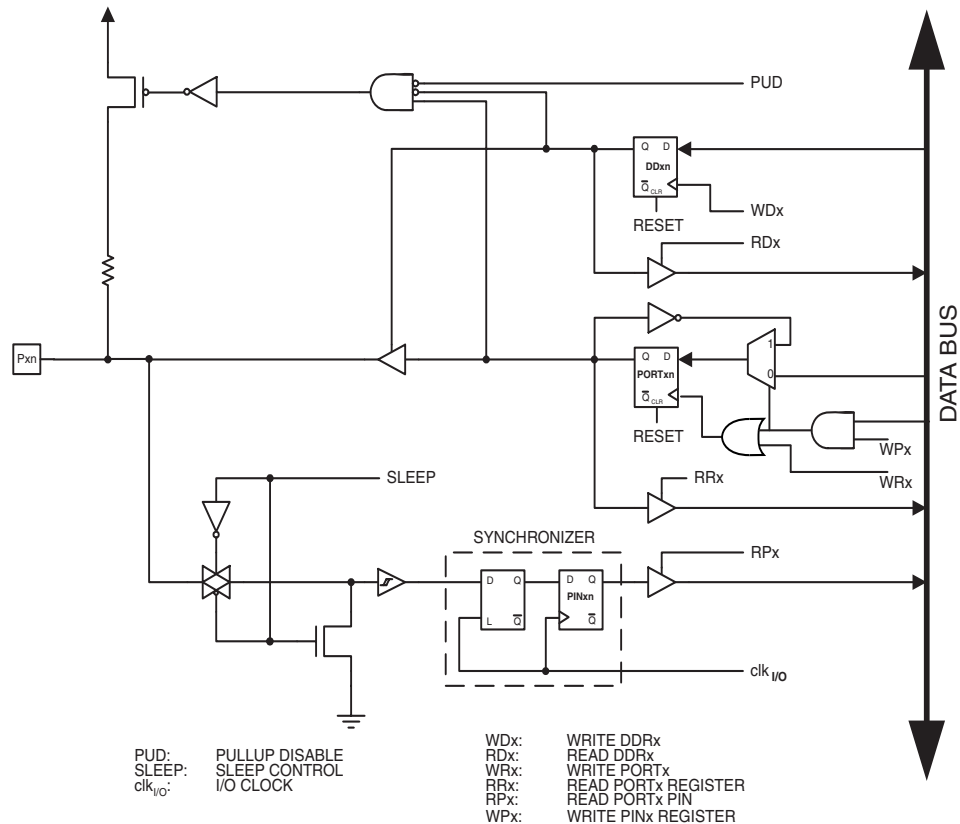 PUD
Q D
DDxn
Q CLR
WDx
RESET
RDx
DATA BUS
1
Pxn
Q D
PORTxn
0
Q CLR
RESET
WPx
WRx
SLEEP
RRx
SYNCHRONIZER
RPx
D Q
D Q
PINxn
L Q
Q
clk I/O
PUD: PULLUP DISABLE
SLEEP: SLEEP CONTROL
clkI/O: I/O CLOCK
WDx: WRITE DDRx
RDx: READ DDRx
WRx: WRITE PORTx
RRx: READ PORTx REGISTER
RPx: READ PORTx PIN
WPx: WRITE PINx REGISTER